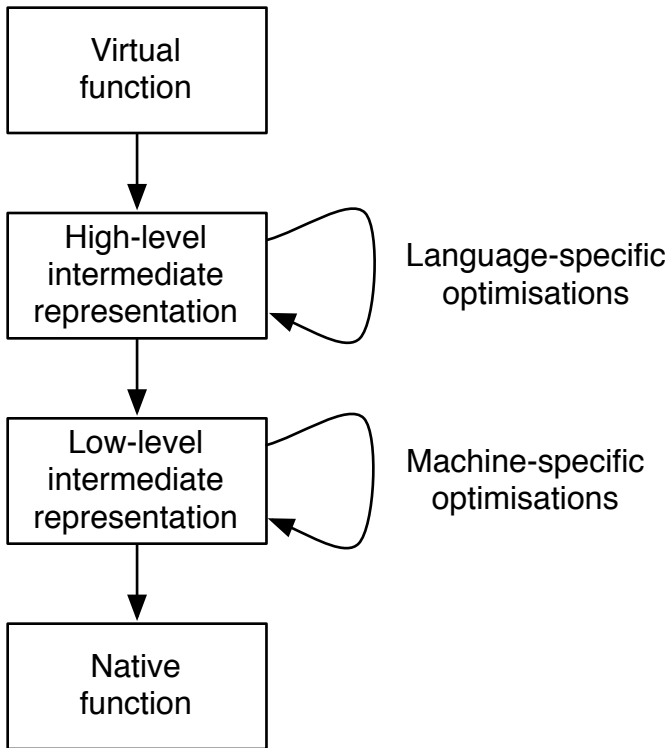 Virtual
function
High-level
intermediate
representation
Language-specific
optimisations
Low-level
intermediate
representation
Machine-specific
optimisations
Native
function